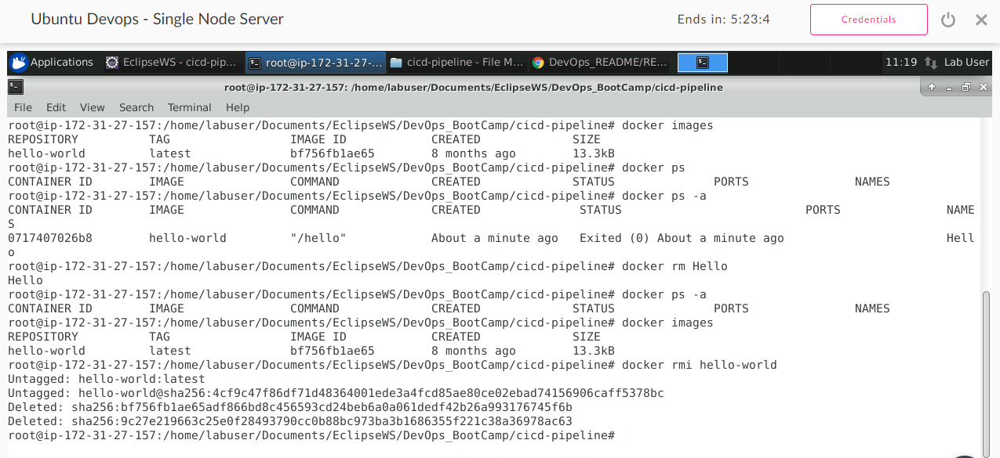 Ubuntu Devops - Single Node Server
Ends in: 5:23:4
Credentials
Applications
EclipseWS - cicd-pip...
root@ip-172-31-27-...
cicd-pipeline - File M...
DevOps_README/RE...
11:19
Lab User
root@ip-172-31-27-157: /home/labuser/Documents/EclipseWS/DevOps_BootCamp/cicd-pipeline
File Edit View Search Terminal Help
root@ip-172-31-27-157:/home/labuser/Documents/EclipseWS/DevOps_BootCamp/cicd-pipeline# docker images
REPOSITORY TAG IMAGE ID CREATED SIZE
hello-world latest bf756fb1ae65 8 months ago 13.3kB
root@ip-172-31-27-157:/home/labuser/Documents/EclipseWS/DevOps_BootCamp/cicd-pipeline# docker ps
CONTAINER ID IMAGE COMMAND CREATED STATUS PORTS NAMES
root@ip-172-31-27-157:/home/labuser/Documents/EclipseWS/DevOps_BootCamp/cicd-pipeline# docker ps -a
CONTAINER ID IMAGE COMMAND CREATED STATUS PORTS NAME
S
0717407026b8 hello-world "/hello" About a minute ago Exited (0) About a minute ago Hell
o
root@ip-172-31-27-157:/home/labuser/Documents/EclipseWS/DevOps_BootCamp/cicd-pipeline# docker rm Hello
Hello
root@ip-172-31-27-157:/home/labuser/Documents/EclipseWS/DevOps_BootCamp/cicd-pipeline# docker ps -a
CONTAINER ID IMAGE COMMAND CREATED STATUS PORTS NAMES
root@ip-172-31-27-157:/home/labuser/Documents/EclipseWS/DevOps_BootCamp/cicd-pipeline# docker images
REPOSITORY TAG IMAGE ID CREATED SIZE
hello-world latest bf756fb1ae65 8 months ago 13.3kB
root@ip-172-31-27-157:/home/labuser/Documents/EclipseWS/DevOps_BootCamp/cicd-pipeline# docker rmi hello-world
Untagged: hello-world:latest
Untagged: hello-world@sha256:4cf9c47f86df71d48364001ede3a4fcd85ae80ce02ebad74156906caff5378bc
Deleted: sha256:bf756fb1ae65adf866bd8c456593cd24beb6a0a061dedf42b26a993176745f6b
Deleted: sha256:9c27e219663c25e0f28493790cc0b88bc973ba3b1686355f221c38a36978ac63
root@ip-172-31-27-157:/home/labuser/Documents/EclipseWS/DevOps_BootCamp/cicd-pipeline#